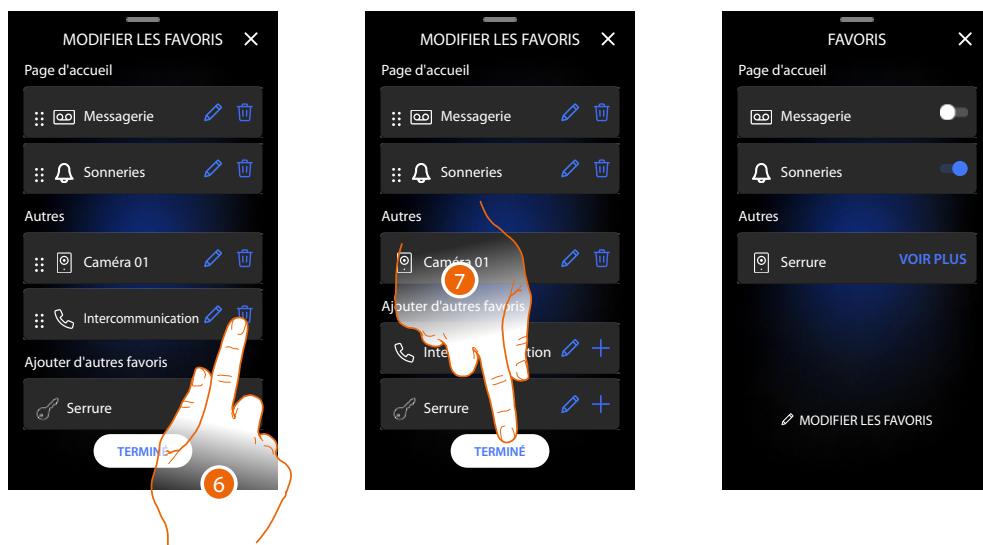 MODIFIER LES FAVORIS
Page d'accueil
Messagerie
Sonneries
Autres
Caméra 01
Intercommunication
Ajouter d'autres favoris
Serrure
TERMINÉ
6
MODIFIER LES FAVORIS
Page d'accueil
Messagerie
Sonneries
Autres
Caméra 01
7
Ajouter d'autres favoris
Inte tion
Serrure
TERMINÉ
FAVORIS
Page d'accueil
Messagerie
Sonneries
Autres
Serrure VOIR PLUS
MODIFIER LES FAVORIS